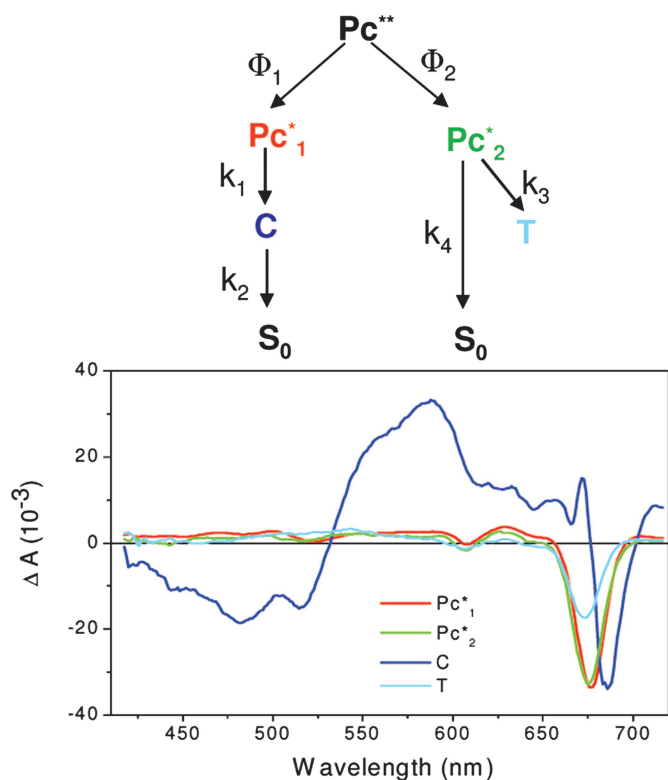 Pc**
Φ1 Φ2
Pc*1 Pc*2
k1 k3
C k4 T
k2
S0 S0
40
20
0
-20
-40
Δ A (10⁻³)
Pc*1
Pc*2
C
T
450 500 550 600 650 700
Wavelength (nm)